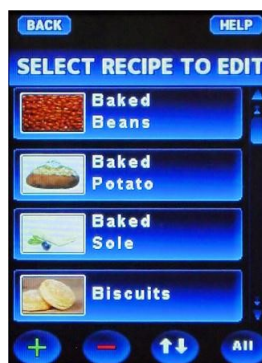 BACK
HELP
SELECT RECIPE TO EDIT
Baked
Beans
Baked
Potato
Baked
Sole
Biscuits
All